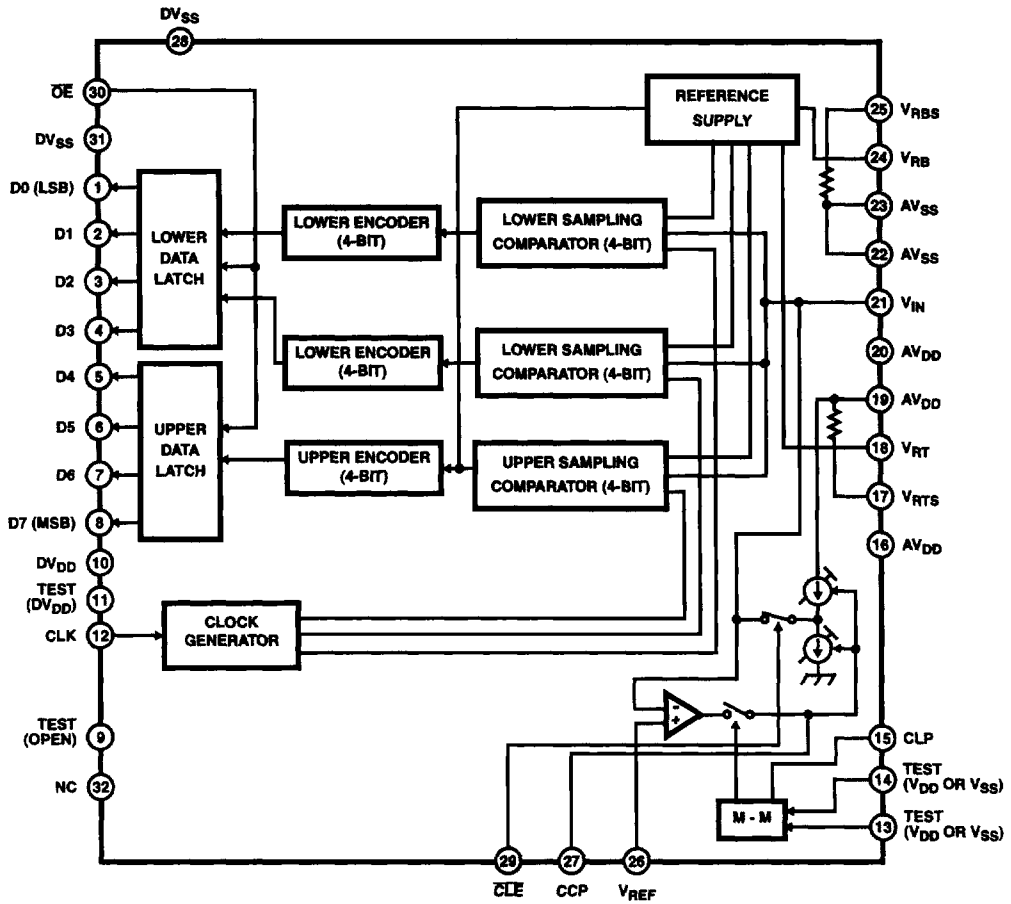 DVSS
28
OE
30
DVSS
31
D0 (LSB)
1
D1
2
D2
3
D3
4
D4
5
D5
6
D6
7
D7 (MSB)
8
DVDD
10
TEST
(DVDD)
11
CLK
12
TEST
(OPEN)
9
NC
32
LOWER
DATA
LATCH
UPPER
DATA
LATCH
LOWER ENCODER
(4-BIT)
LOWER ENCODER
(4-BIT)
UPPER ENCODER
(4-BIT)
LOWER SAMPLING
COMPARATOR (4-BIT)
LOWER SAMPLING
COMPARATOR (4-BIT)
UPPER SAMPLING
COMPARATOR (4-BIT)
REFERENCE
SUPPLY
CLOCK
GENERATOR
-
+
M - M
25
VRBS
24
VRB
23
AVSS
22
AVSS
21
VIN
20
AVDD
19
AVDD
18
VRT
17
VRTS
16
AVDD
15
CLP
14
TEST
(VDD OR VSS)
13
TEST
(VDD OR VSS)
29
CLE
27
CCP
26
VREF